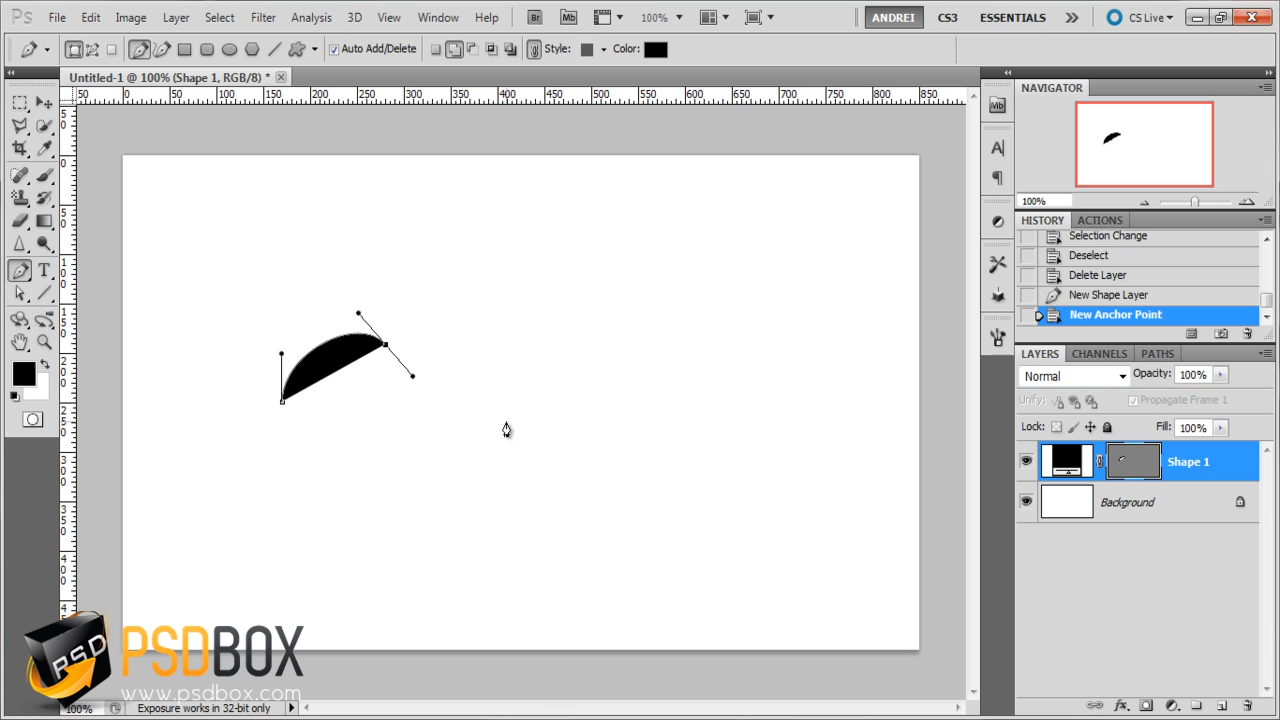 Ps File Edit Image Layer Select Filter Analysis 3D View Window Help Br Mb 100% ANDREI CS3 ESSENTIALS CS Live
Auto Add/Delete Style: Color:
Untitled-1 @ 100% (Shape 1, RGB/8) *
50 0 50 100 150 200 250 300 350 400 450 500 550 600 650 700 750 800 850 900
NAVIGATOR
100%
HISTORY ACTIONS
Selection Change
Deselect
Delete Layer
New Shape Layer
New Anchor Point
LAYERS CHANNELS PATHS
Normal Opacity: 100%
Unify: Propagate Frame 1
Lock: Fill: 100%
Shape 1
Background
PSD PSDBOX
www.psdbox.com
100% Exposure works in 32-bit only